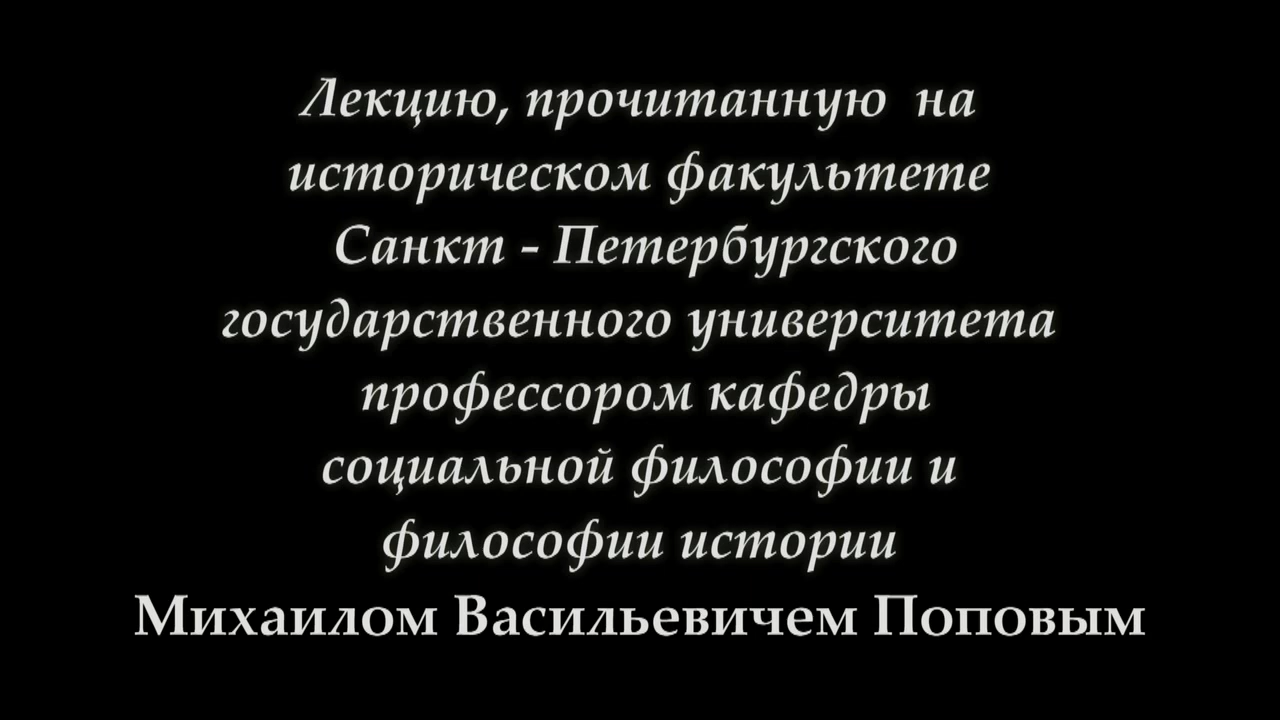 Лекцию, прочитанную на
историческом факультете
Санкт - Петербургского
государственного университета
профессором кафедры
социальной философии и
философии истории
Михаилом Васильевичем Поповым